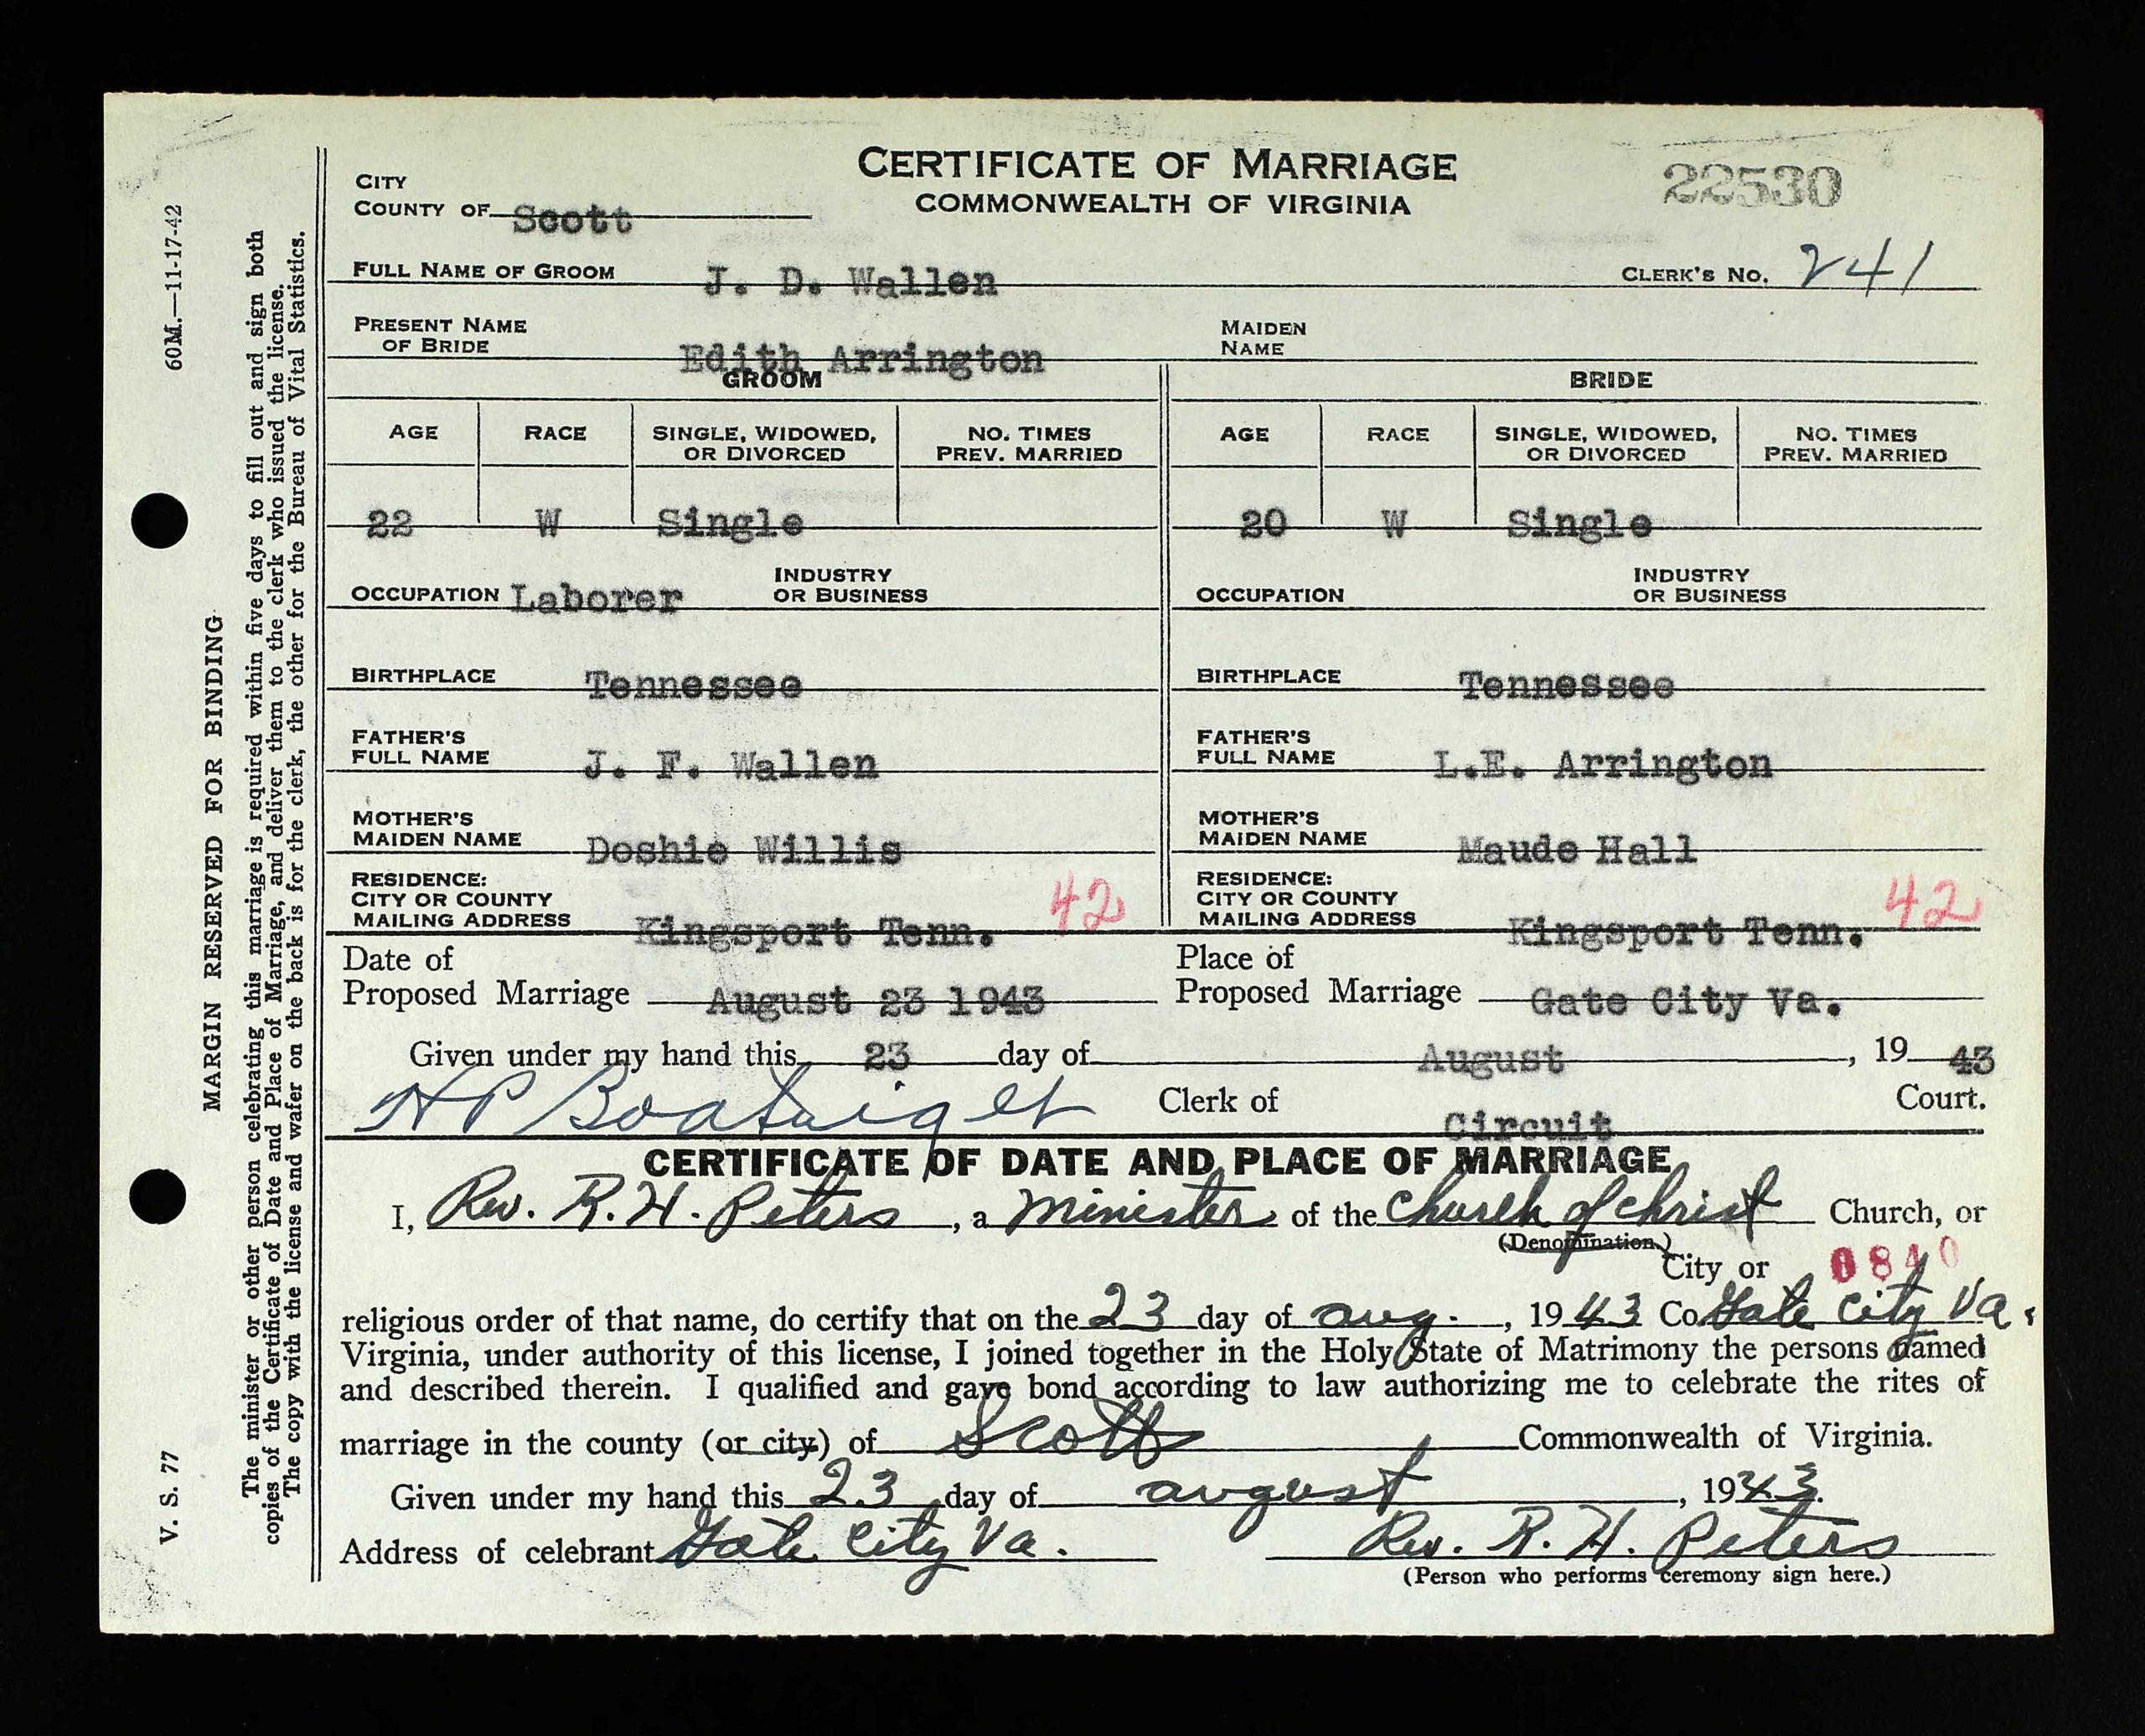 CERTIFICATE OF MARRIAGE
COMMONWEALTH OF VIRGINIA
22530
CITY
COUNTY OF Scott
FULL NAME OF GROOM J. D. Wallen CLERK'S NO. 241
PRESENT NAME OF BRIDE Edith Arrington MAIDEN NAME
GROOM BRIDE
AGE RACE SINGLE, WIDOWED, OR DIVORCED NO. TIMES PREV. MARRIED AGE RACE SINGLE, WIDOWED, OR DIVORCED NO. TIMES PREV. MARRIED
22 W Single 20 W Single
OCCUPATION Laborer INDUSTRY OR BUSINESS OCCUPATION INDUSTRY OR BUSINESS
BIRTHPLACE Tennessee BIRTHPLACE Tennessee
FATHER'S FULL NAME J. F. Wallen FATHER'S FULL NAME L.E. Arrington
MOTHER'S MAIDEN NAME Doshie Willis MOTHER'S MAIDEN NAME Maude Hall
RESIDENCE: CITY OR COUNTY MAILING ADDRESS Kingsport Tenn. 42 RESIDENCE: CITY OR COUNTY MAILING ADDRESS Kingsport Tenn. 42
Date of Proposed Marriage August 23 1943 Place of Proposed Marriage Gate City Va.
Given under my hand this 23 day of August, 19 43
H P Boatright Clerk of Circuit Court.
CERTIFICATE OF DATE AND PLACE OF MARRIAGE
I, Rev. R. H. Peters, a Minister of the Church of Christ Church, or
(Denomination)
City or 0840
religious order of that name, do certify that on the 23 day of Aug., 1943 Co Gate City Va.
Virginia, under authority of this license, I joined together in the Holy State of Matrimony the persons named
and described therein. I qualified and gave bond according to law authorizing me to celebrate the rites of
marriage in the county (or city) of Scott Commonwealth of Virginia.
Given under my hand this 23 day of August, 1943.
Address of celebrant Gate City Va. Rev. R. H. Peters
(Person who performs ceremony sign here.)
60M.—11-17-42
V. S. 77
MARGIN RESERVED FOR BINDING
The minister or other person celebrating this marriage is required within five days to fill out and sign both
copies of the Certificate of Date and Place of Marriage, and deliver them to the clerk who issued the license.
The copy with the license and wafer on the back is for the clerk, the other for the Bureau of Vital Statistics.